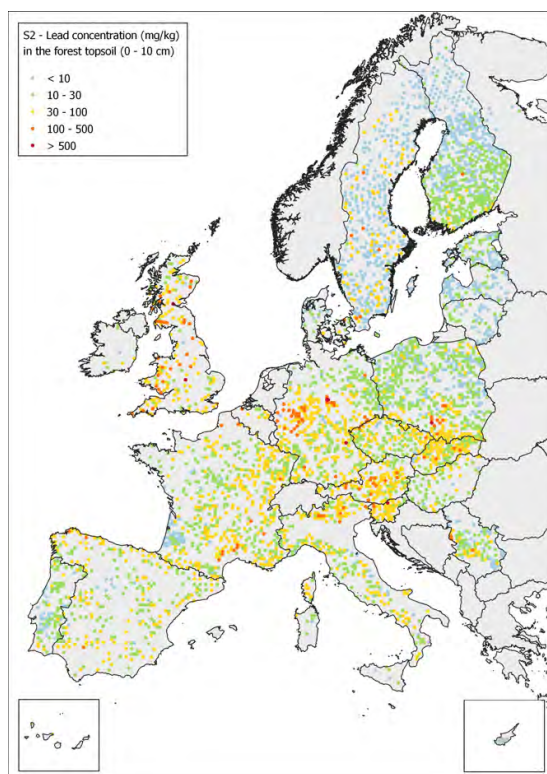 S2 - Lead concentration (mg/kg)
in the forest topsoil (0 - 10 cm)
< 10
10 - 30
30 - 100
100 - 500
> 500